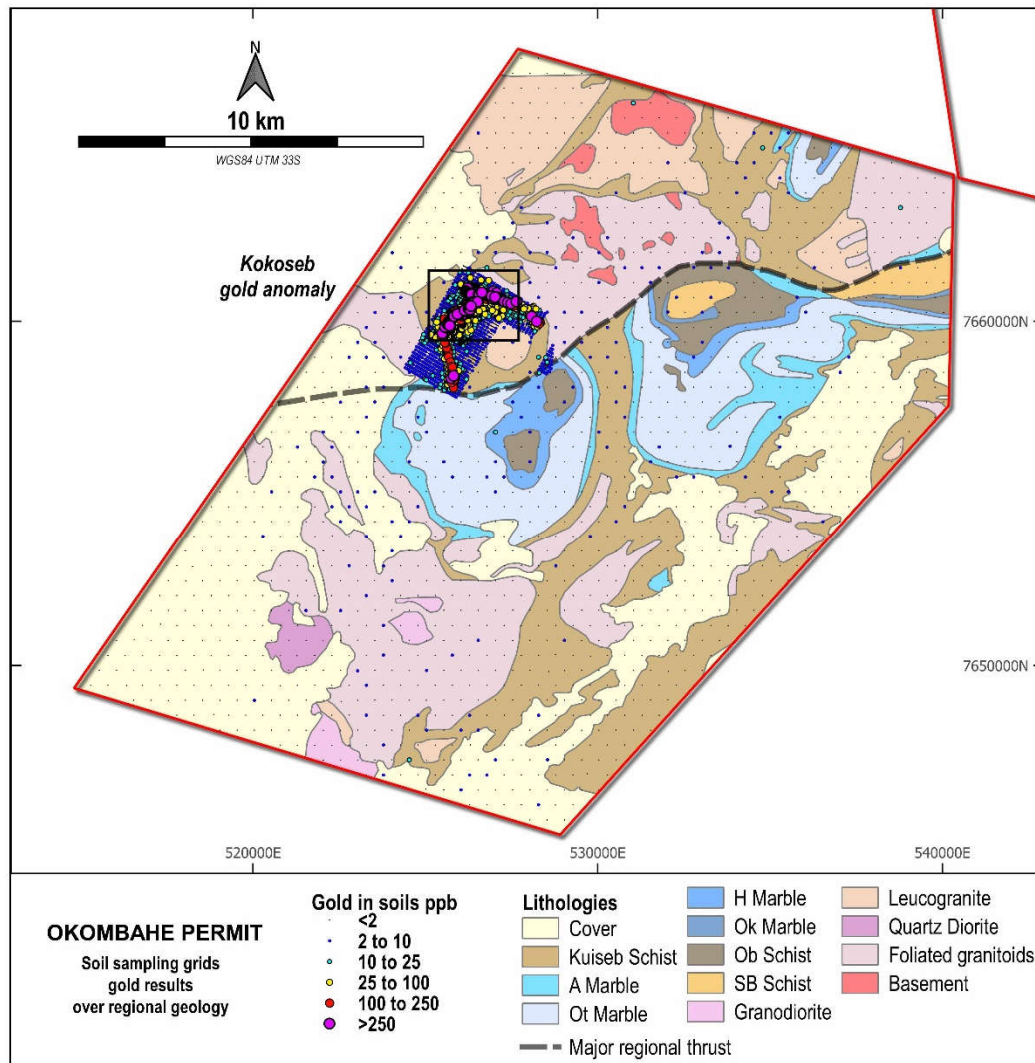 N
10 km
WGS84 UTM 33S
Kokoseb
gold anomaly
7660000N
7650000N
520000E
530000E
540000E
OKOMBAHE PERMIT
Soil sampling grids
gold results
over regional geology
Gold in soils ppb
<2
2 to 10
10 to 25
25 to 100
100 to 250
>250
Lithologies
Cover
Kuiseb Schist
A Marble
Ot Marble
H Marble
Ok Marble
Ob Schist
SB Schist
Granodiorite
Leucogranite
Quartz Diorite
Foliated granitoids
Basement
Major regional thrust